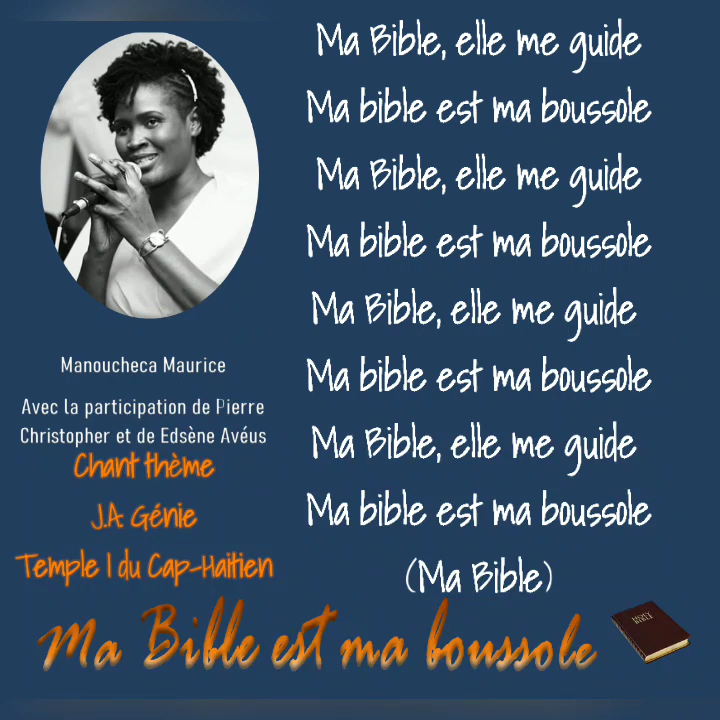 Ma Bible, elle me guide
Ma bible est ma boussole
Ma Bible, elle me guide
Ma bible est ma boussole
Ma Bible, elle me guide
Ma bible est ma boussole
Ma Bible, elle me guide
Ma bible est ma boussole
(Ma Bible)
Manoucheca Maurice
Avec la participation de Pierre
Christopher et de Edsène Avéus
Chant thème
J.A. Génie
Temple I du Cap-Haitien
Ma Bible est ma boussole
HOLY BIBLE